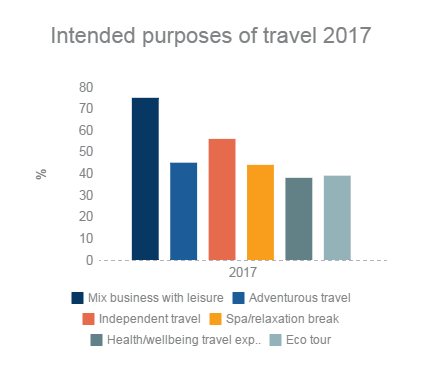 Intended purposes of travel 2017
80
70
60
50
40
30
20
10
0
%
2017
Mix business with leisure Adventurous travel
Independent travel Spa/relaxation break
Health/wellbeing travel exp.. Eco tour